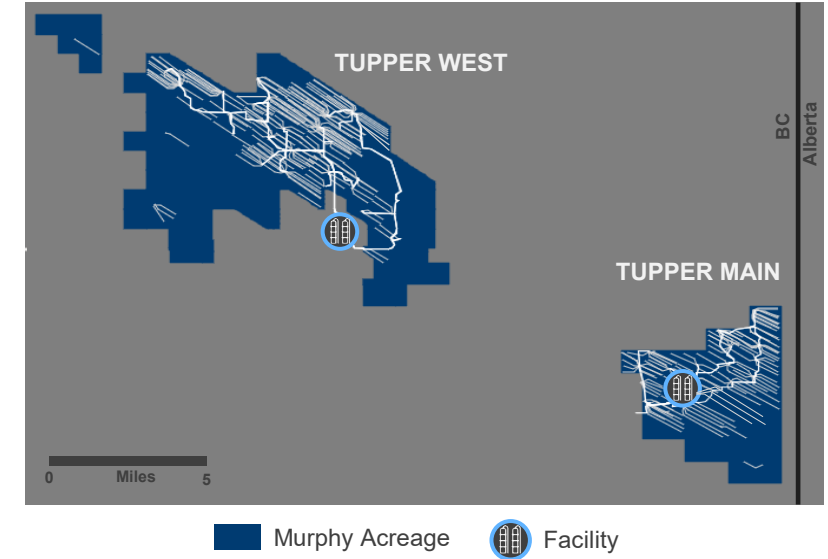 TUPPER WEST
BC
Alberta
TUPPER MAIN
0 Miles 5
Murphy Acreage
Facility